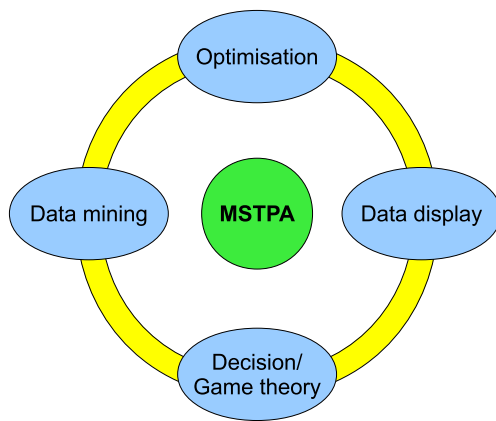 Optimisation
Data mining
MSTPA
Data display
Decision/
Game theory